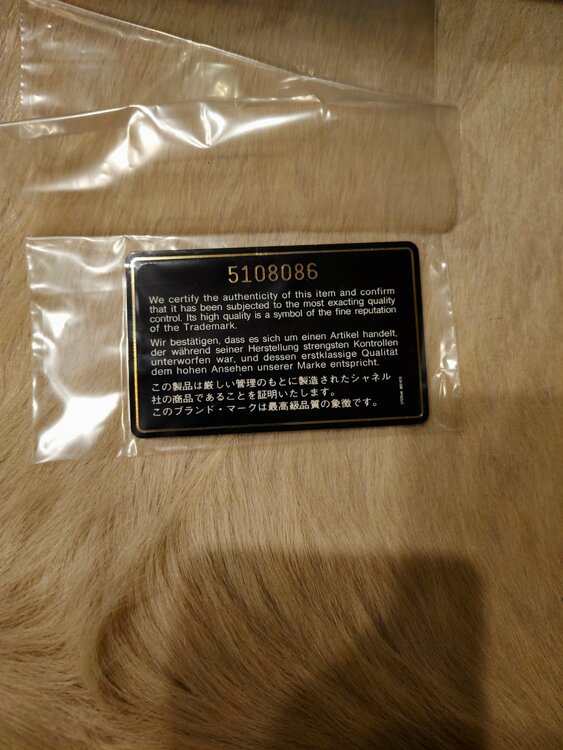 5108086
We certify the authenticity of this item and confirm
that it has been subjected to the most exacting quality
control. Its high quality is a symbol of the fine reputation
of the Trademark.
Wir bestätigen, dass es sich um einen Artikel handelt,
der während seiner Herstellung strengsten Kontrollen
unterworfen war, und dessen erstklassige Qualität
dem hohen Ansehen unserer Marke entspricht.
この製品は厳しい管理のもとに製造されたシャネル
社の商品であることを証明いたします。
このブランド・マークは最高級品質の象徴です。